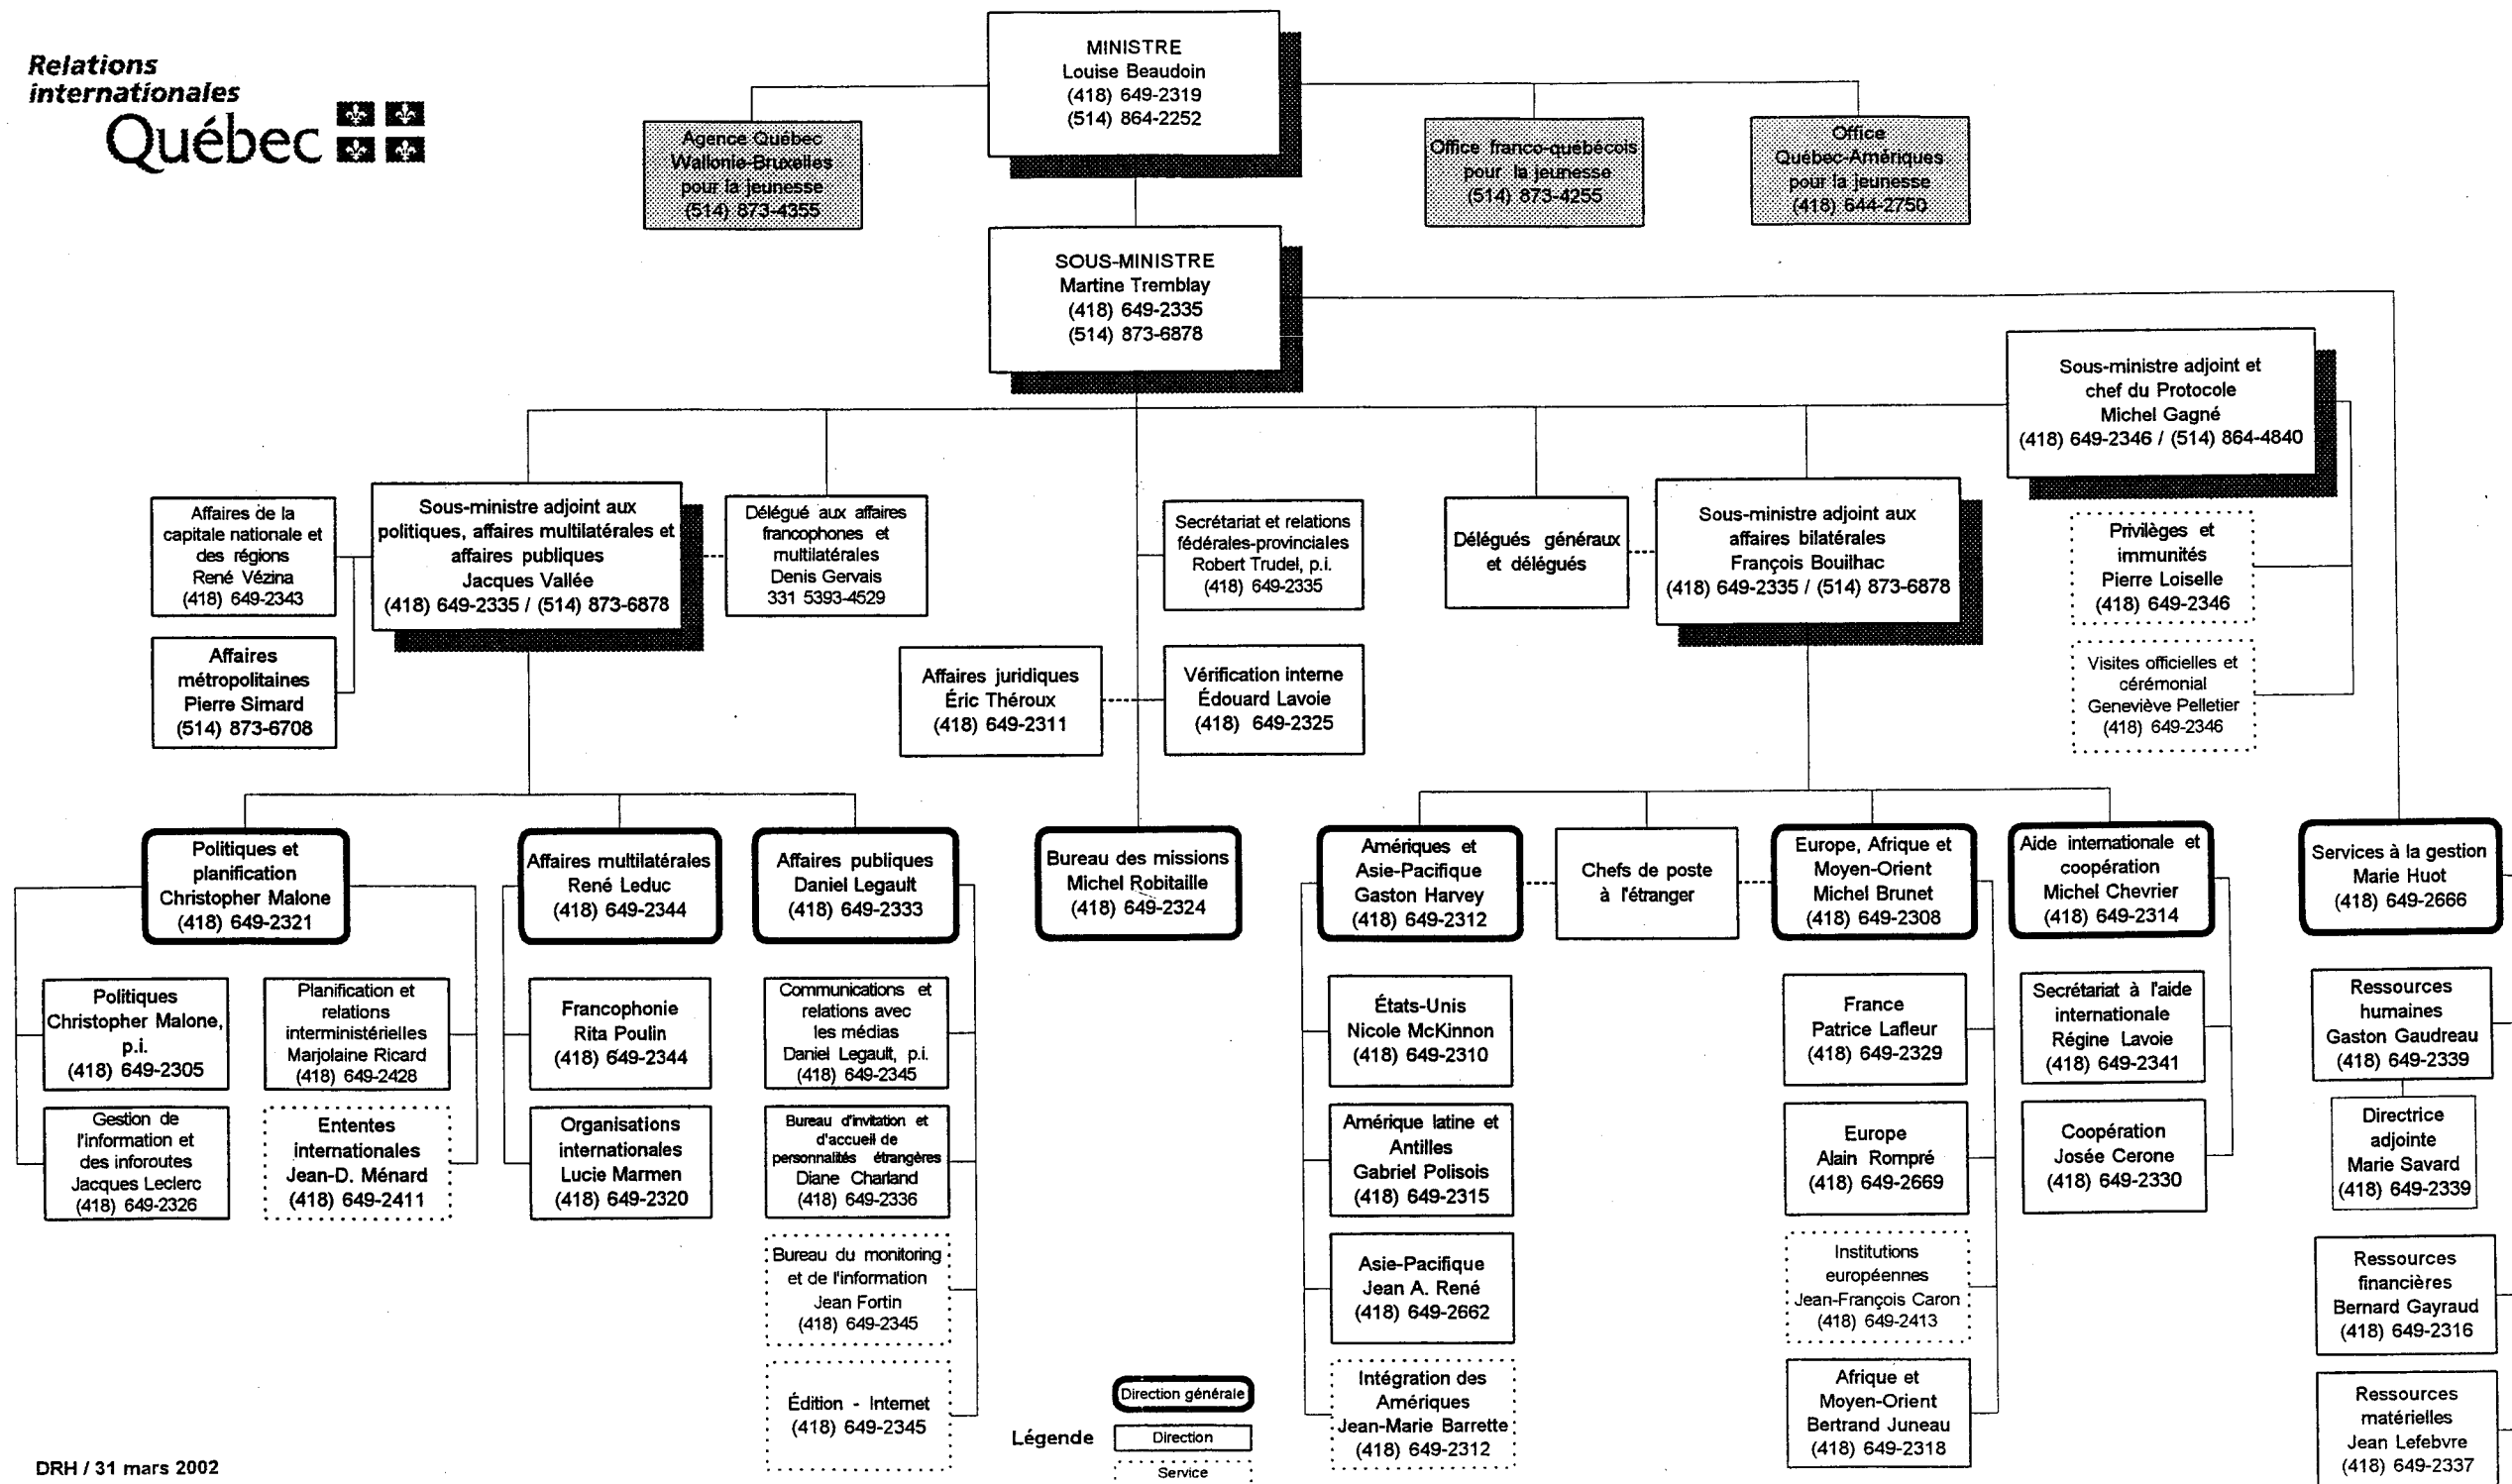 Relations
internationales
Québec
MINISTRE
Louise Beaudoin
(418) 649-2319
(514) 864-2252
Agence Québec
Wallonie-Bruxelles
pour la jeunesse
(514) 873-4355
Office franco-québécois
pour la jeunesse
(514) 873-4255
Office
Québec-Amériques
pour la jeunesse
(418) 644-2750
SOUS-MINISTRE
Martine Tremblay
(418) 649-2335
(514) 873-6878
Sous-ministre adjoint et
chef du Protocole
Michel Gagné
(418) 649-2346 / (514) 864-4840
Affaires de la
capitale nationale et
des régions
René Vézina
(418) 649-2343
Sous-ministre adjoint aux
politiques, affaires multilatérales et
affaires publiques
Jacques Vallée
(418) 649-2335 / (514) 873-6878
Délégué aux affaires
francophones et
multilatérales
Denis Gervais
331 5393-4529
Secrétariat et relations
fédérales-provinciales
Robert Trudel, p.i.
(418) 649-2335
Délégués généraux
et délégués
Sous-ministre adjoint aux
affaires bilatérales
François Bouilhac
(418) 649-2335 / (514) 873-6878
Privilèges et
immunités
Pierre Loiselle
(418) 649-2346
Affaires
métropolitaines
Pierre Simard
(514) 873-6708
Affaires juridiques
Éric Théroux
(418) 649-2311
Vérification interne
Édouard Lavoie
(418) 649-2325
Visites officielles et
cérémonial
Geneviève Pelletier
(418) 649-2346
Politiques et
planification
Christopher Malone
(418) 649-2321
Affaires multilatérales
René Leduc
(418) 649-2344
Affaires publiques
Daniel Legault
(418) 649-2333
Bureau des missions
Michel Robitaille
(418) 649-2324
Amériques et
Asie-Pacifique
Gaston Harvey
(418) 649-2312
Chefs de poste
à l'étranger
Europe, Afrique et
Moyen-Orient
Michel Brunet
(418) 649-2308
Aide internationale et
coopération
Michel Chevrier
(418) 649-2314
Services à la gestion
Marie Huot
(418) 649-2666
Politiques
Christopher Malone,
p.i.
(418) 649-2305
Planification et
relations
interministérielles
Marjolaine Ricard
(418) 649-2428
Francophonie
Rita Poulin
(418) 649-2344
Communications et
relations avec
les médias
Daniel Legault, p.i.
(418) 649-2345
États-Unis
Nicole McKinnon
(418) 649-2310
France
Patrice Lafleur
(418) 649-2329
Secrétariat à l'aide
internationale
Régine Lavoie
(418) 649-2341
Ressources
humaines
Gaston Gaudreau
(418) 649-2339
Gestion de
l'information et
des inforoutes
Jacques Leclerc
(418) 649-2326
Ententes
internationales
Jean-D. Ménard
(418) 649-2411
Organisations
internationales
Lucie Marmen
(418) 649-2320
Bureau d'invitation et
d'accueil de
personnalités étrangères
Diane Charland
(418) 649-2336
Amérique latine et
Antilles
Gabriel Polisois
(418) 649-2315
Europe
Alain Rompré
(418) 649-2669
Coopération
Josée Cerone
(418) 649-2330
Directrice
adjointe
Marie Savard
(418) 649-2339
Bureau du monitoring
et de l'information
Jean Fortin
(418) 649-2345
Asie-Pacifique
Jean A. René
(418) 649-2662
Institutions
européennes
Jean-François Caron
(418) 649-2413
Ressources
financières
Bernard Gayraud
(418) 649-2316
Édition - Internet
(418) 649-2345
Intégration des
Amériques
Jean-Marie Barrette
(418) 649-2312
Afrique et
Moyen-Orient
Bertrand Juneau
(418) 649-2318
Ressources
matérielles
Jean Lefebvre
(418) 649-2337
Légende
Direction générale
Direction
Service
DRH / 31 mars 2002